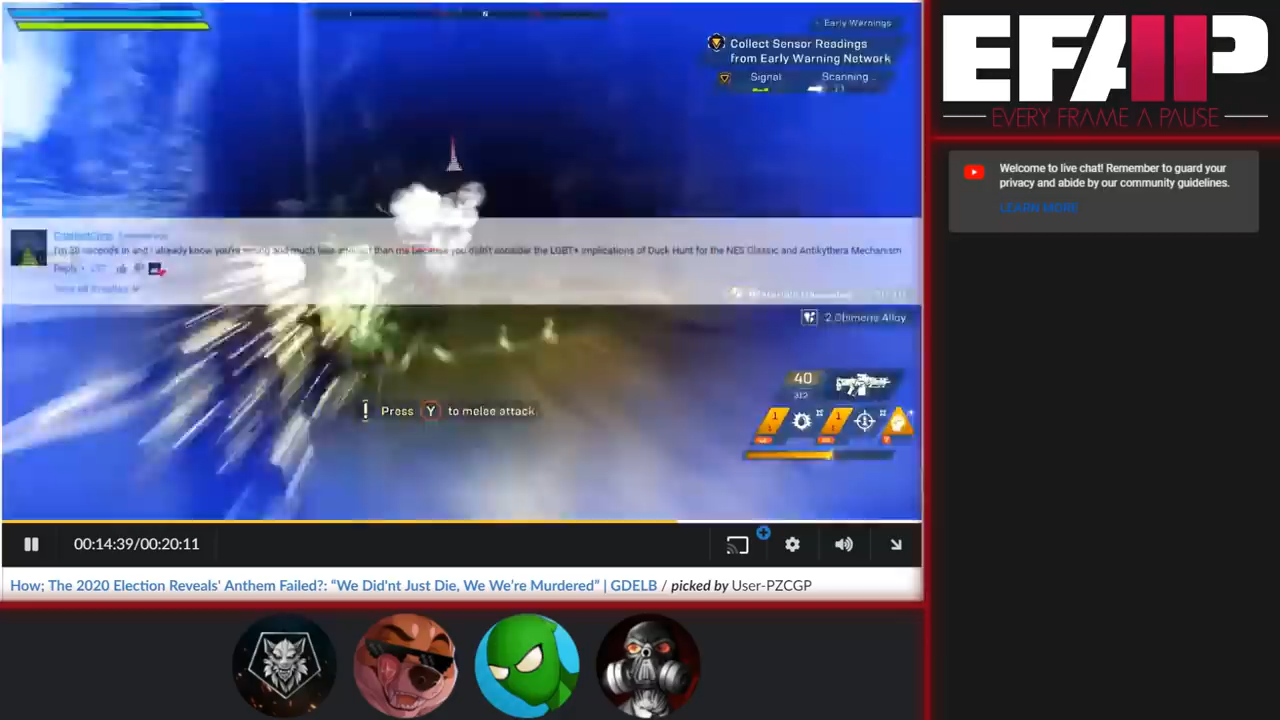 Early Warnings
Collect Sensor Readings
from Early Warning Network
Signal Scanning...
N
I'm 38 seconds in and I already know you're wrong and much less than me because you didn't consider the LGBT+ implications of Duck Hunt for the NES Classic and Antikythera Mechanism
Reply
2 Chimeric Alloy
40
312
Press Y to melee attack.
00:14:39/00:20:11
How; The 2020 Election Reveals' Anthem Failed?: “We Did'nt Just Die, We We're Murdered” | GDELB / picked by User-PZCGP
EFAP
EVERY FRAME A PAUSE
Welcome to live chat! Remember to guard your
privacy and abide by our community guidelines.
LEARN MORE